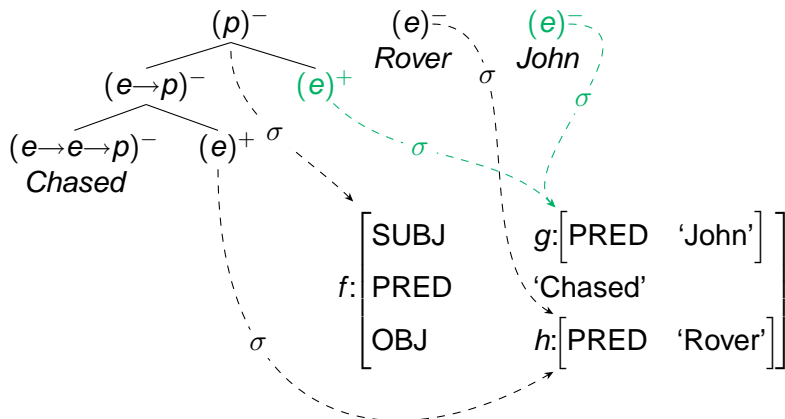 (p)⁻ (e)⁻ (e)⁻
Rover John
(e→p)⁻ (e)⁺ σ σ
σ σ
(e→e→p)⁻ (e)⁺
Chased
SUBJ g:[PRED ‘John’]
f: PRED ‘Chased’
σ OBJ h:[PRED ‘Rover’]